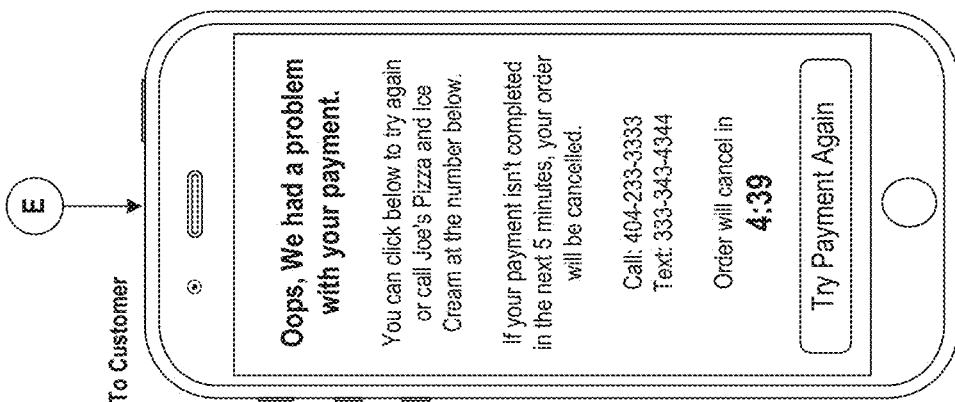 E
To Customer
Oops, We had a problem
with your payment.
You can click below to try again
or call Joe's Pizza and Ice
Cream at the number below.
If your payment isn't completed
in the next 5 minutes, your order
will be cancelled.
Call: 404-233-3333
Text: 333-343-4344
Order will cancel in
4:39
Try Payment Again